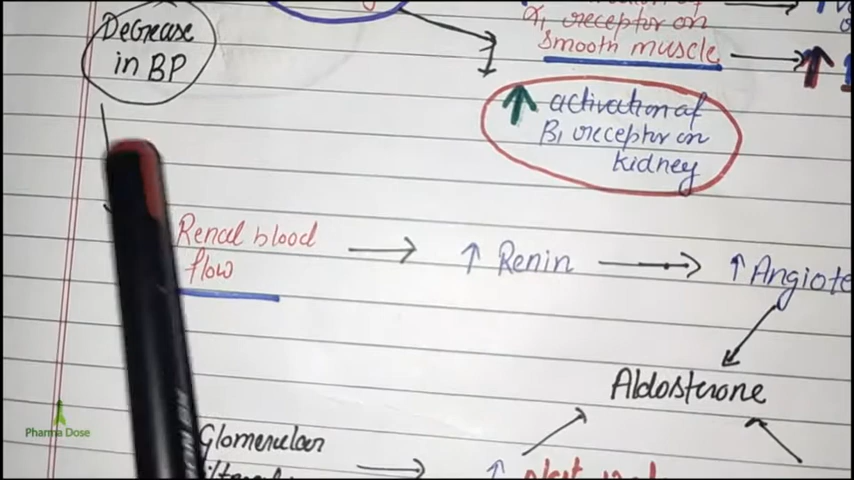 Decrease
in BP
α₁ receptor on
smooth muscle
↑ activation of
β₁ receptor on
kidney
Renal blood
flow
→ ↑ Renin → ↑ Angiote
Aldosterone
Glomerular
Pharma Dose